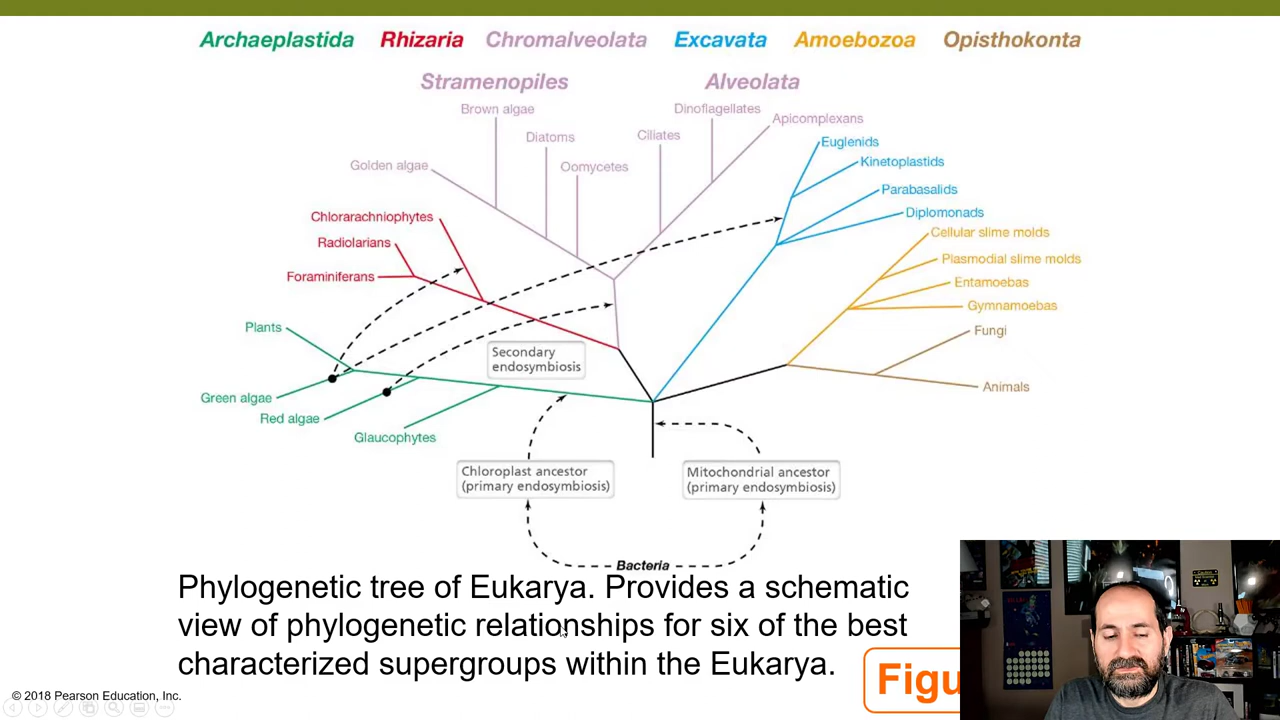 Archaeplastida Rhizaria Chromalveolata Excavata Amoebozoa Opisthokonta
Stramenopiles Alveolata
Brown algae
Dinoflagellates
Apicomplexans
Diatoms
Ciliates
Euglenids
Golden algae
Oomycetes
Kinetoplastids
Parabasalids
Chlorarachniophytes
Diplomonads
Radiolarians
Cellular slime molds
Foraminiferans
Plasmodial slime molds
Entamoebas
Gymnamoebas
Plants
Fungi
Secondary
endosymbiosis
Animals
Green algae
Red algae
Glaucophytes
Chloroplast ancestor
(primary endosymbiosis)
Mitochondrial ancestor
(primary endosymbiosis)
Bacteria
Phylogenetic tree of Eukarya. Provides a schematic
view of phylogenetic relationships for six of the best
characterized supergroups within the Eukarya.
Figu
© 2018 Pearson Education, Inc.